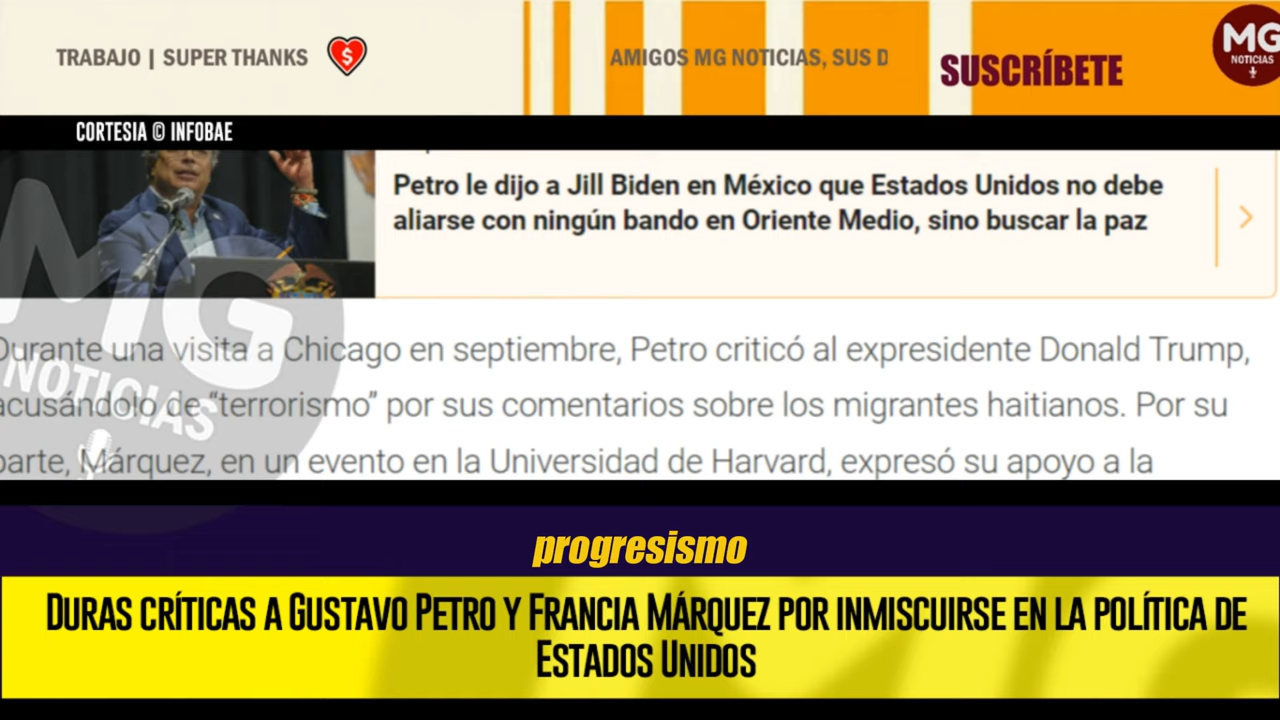 TRABAJO | SUPER THANKS
AMIGOS MG NOTICIAS, SUS D
SUSCRÍBETE
MG
NOTICIAS
CORTESIA © INFOBAE
Petro le dijo a Jill Biden en México que Estados Unidos no debe
aliarse con ningún bando en Oriente Medio, sino buscar la paz
MG
NOTICIAS
Durante una visita a Chicago en septiembre, Petro criticó al expresidente Donald Trump,
acusándolo de “terrorismo” por sus comentarios sobre los migrantes haitianos. Por su
parte, Márquez, en un evento en la Universidad de Harvard, expresó su apoyo a la
progresismo
DURAS CRÍTICAS A GUSTAVO PETRO Y FRANCIA MÁRQUEZ POR INMISCUIRSE EN LA POLÍTICA DE
ESTADOS UNIDOS